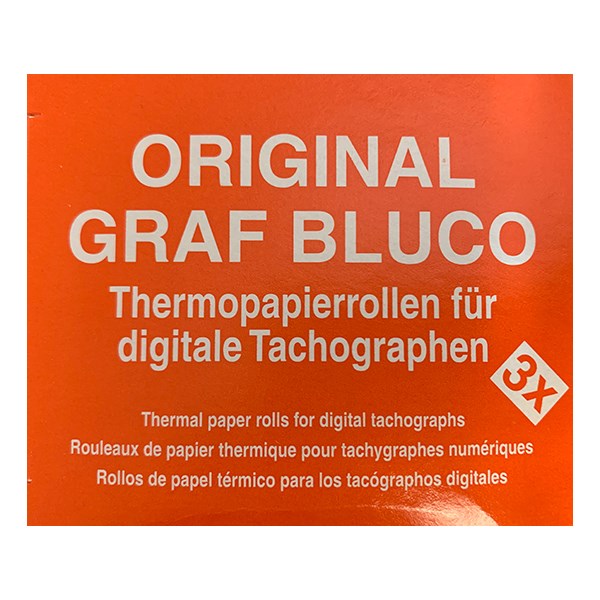 ORIGINAL
GRAF BLUCO
Thermopapierrollen für
digitale Tachographen
3x
Thermal paper rolls for digital tachographs
Rouleaux de papier thermique pour tachygraphes numériques
Rollos de papel térmico para los tacógraphos digitales